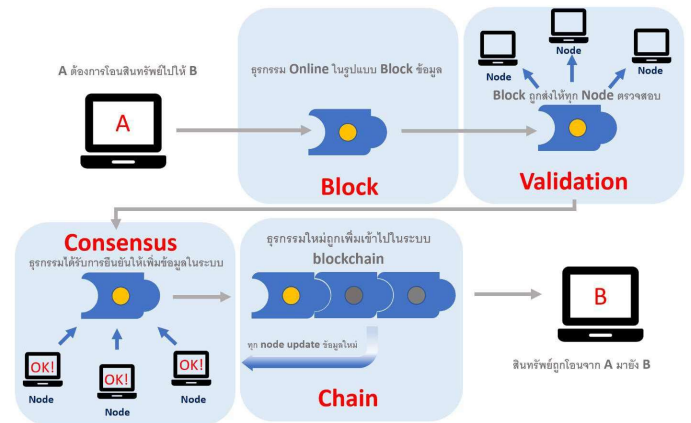 A ต้องการโอนสินทรัพย์ไปให้ B
A
ธุรกรรม Online ในรูปแบบ Block ข้อมูล
Block
Node
Node
Node
Block ถูกส่งให้ทุก Node ตรวจสอบ
Validation
Consensus
ธุรกรรมได้รับการยืนยันให้เพิ่มข้อมูลในระบบ
OK!
Node
OK!
Node
OK!
Node
ธุรกรรมใหม่ถูกเพิ่มเข้าไปในระบบ
blockchain
ทุก node update ข้อมูลใหม่
Chain
B
สินทรัพย์ถูกโอนจาก A มายัง B